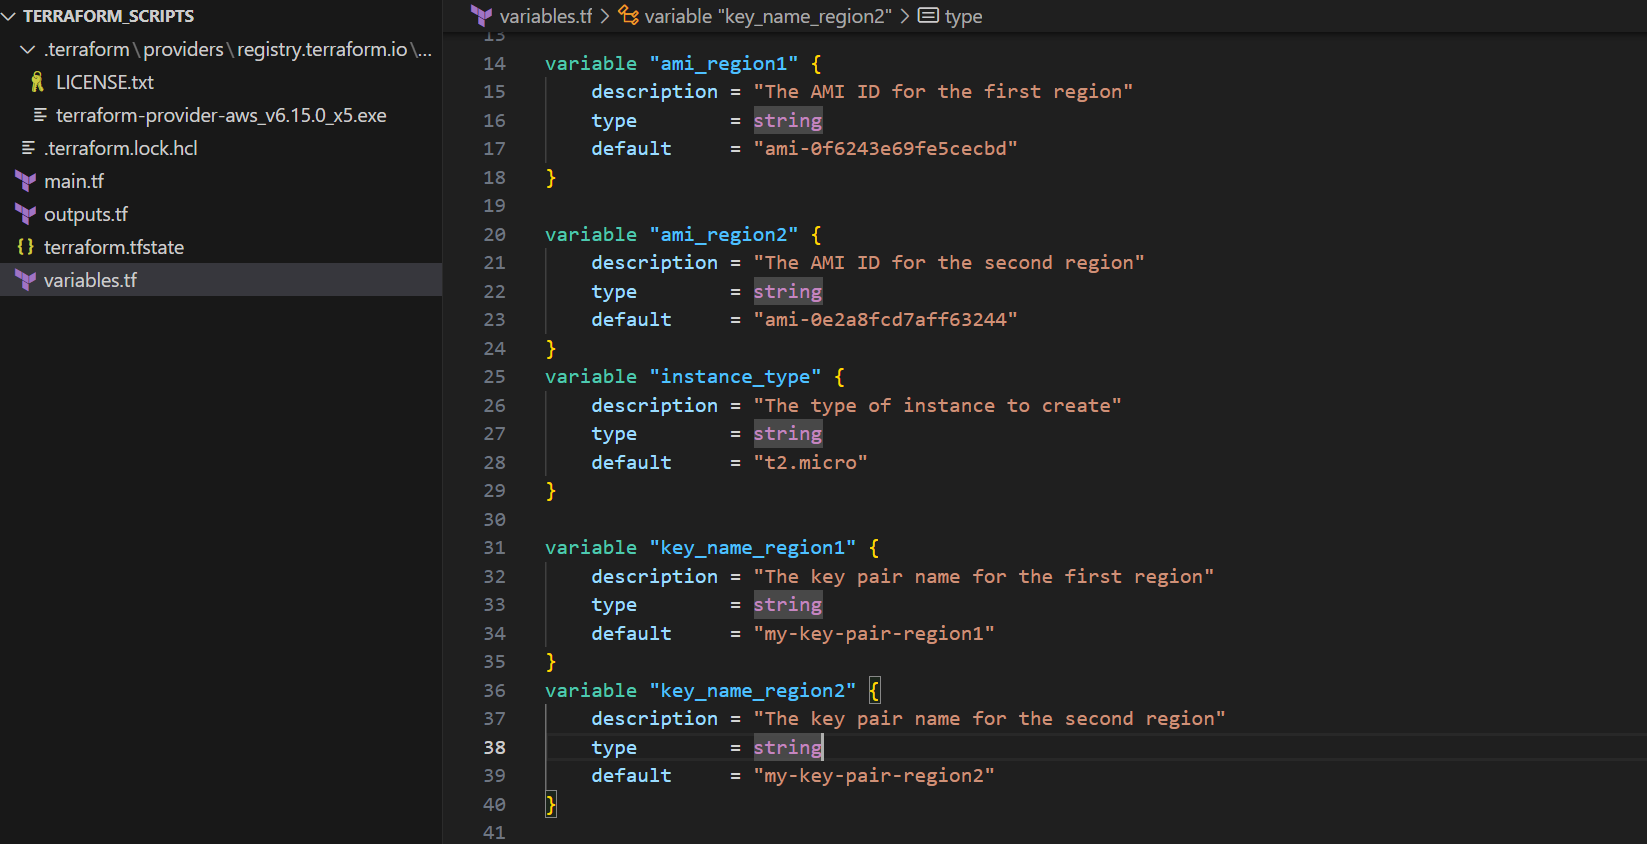 TERRAFORM_SCRIPTS
.terraform\providers\registry.terraform.io\...
LICENSE.txt
terraform-provider-aws_v6.15.0_x5.exe
.terraform.lock.hcl
main.tf
outputs.tf
terraform.tfstate
variables.tf
variables.tf > variable "key_name_region2" > type
13
14 variable "ami_region1" {
15 description = "The AMI ID for the first region"
16 type = string
17 default = "ami-0f6243e69fe5cecbd"
18 }
19
20 variable "ami_region2" {
21 description = "The AMI ID for the second region"
22 type = string
23 default = "ami-0e2a8fcd7aff63244"
24 }
25 variable "instance_type" {
26 description = "The type of instance to create"
27 type = string
28 default = "t2.micro"
29 }
30
31 variable "key_name_region1" {
32 description = "The key pair name for the first region"
33 type = string
34 default = "my-key-pair-region1"
35 }
36 variable "key_name_region2" {
37 description = "The key pair name for the second region"
38 type = string
39 default = "my-key-pair-region2"
40 }
41